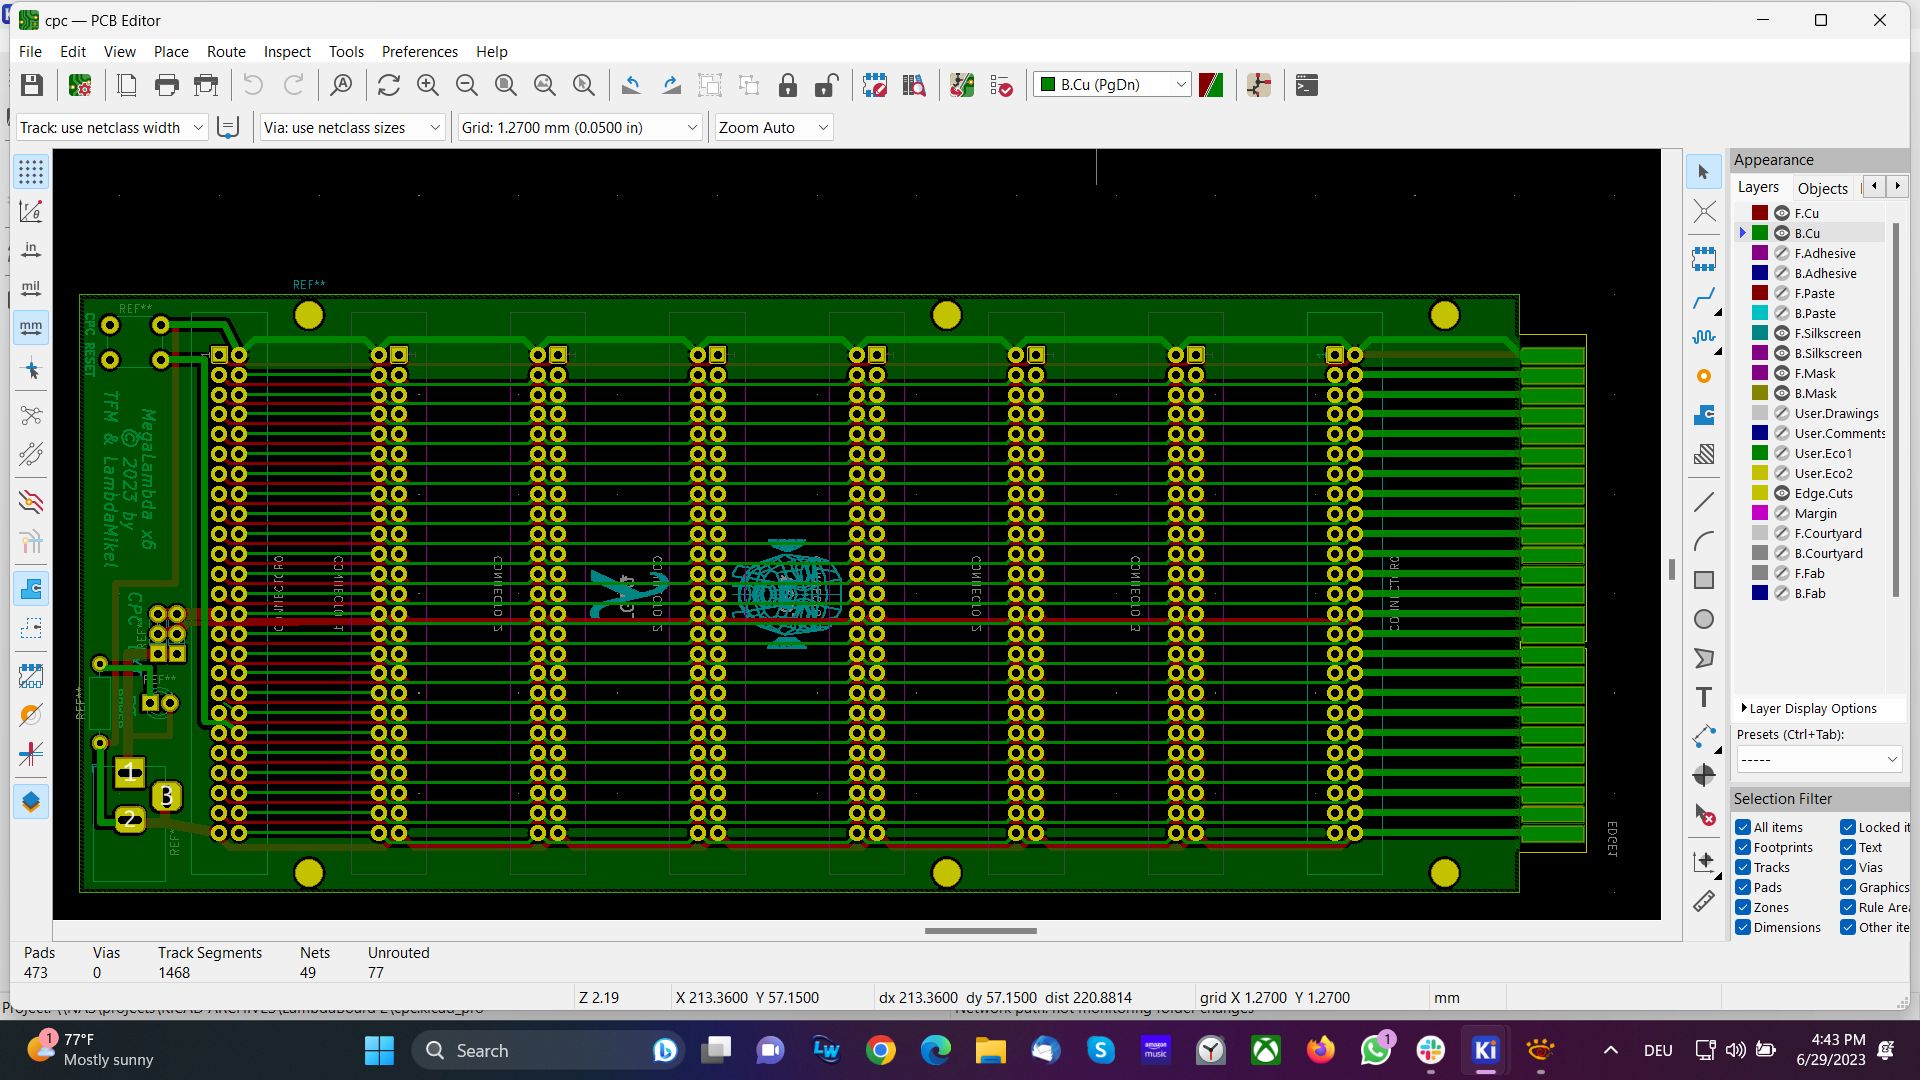 cpc — PCB Editor
File Edit View Place Route Inspect Tools Preferences Help
B.Cu (PgDn)
Track: use netclass width
Via: use netclass sizes
Grid: 1.2700 mm (0.0500 in)
Zoom Auto
in
mil
mm
REF**
REF**
CPC RESET
MegaLambda x6
© 2023 by
TFM & LambdaMikel
CPC
REF**
REF**
REF**
1
2
3
EDGE1
Appearance
Layers Objects
F.Cu
B.Cu
F.Adhesive
B.Adhesive
F.Paste
B.Paste
F.Silkscreen
B.Silkscreen
F.Mask
B.Mask
User.Drawings
User.Comments
User.Eco1
User.Eco2
Edge.Cuts
Margin
F.Courtyard
B.Courtyard
F.Fab
B.Fab
Layer Display Options
Presets (Ctrl+Tab):
-----
Selection Filter
All items Locked it
Footprints Text
Tracks Vias
Pads Graphics
Zones Rule Area
Dimensions Other ite
Pads Vias Track Segments Nets Unrouted
473 0 1468 49 77
Z 2.19 X 213.3600 Y 57.1500 dx 213.3600 dy 57.1500 dist 220.8814 grid X 1.2700 Y 1.2700 mm
1
77°F
Mostly sunny
Search
LW
amazon music
1
Ki
DEU
4:43 PM
6/29/2023